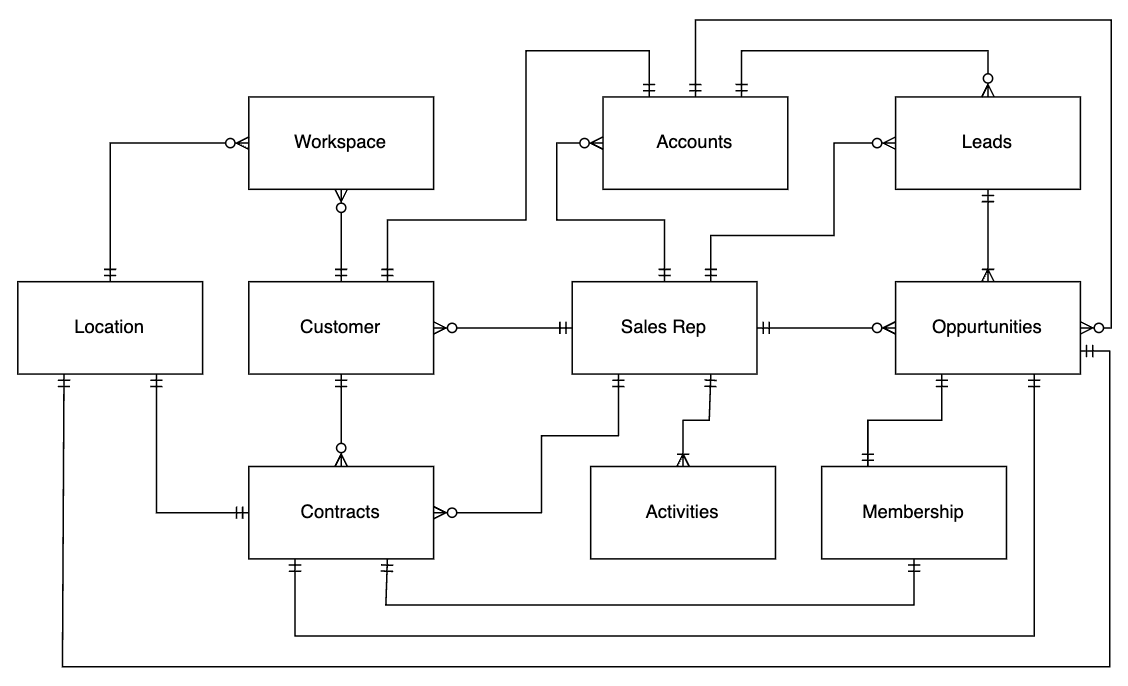 Workspace
Accounts
Leads
Location
Customer
Sales Rep
Oppurtunities
Contracts
Activities
Membership